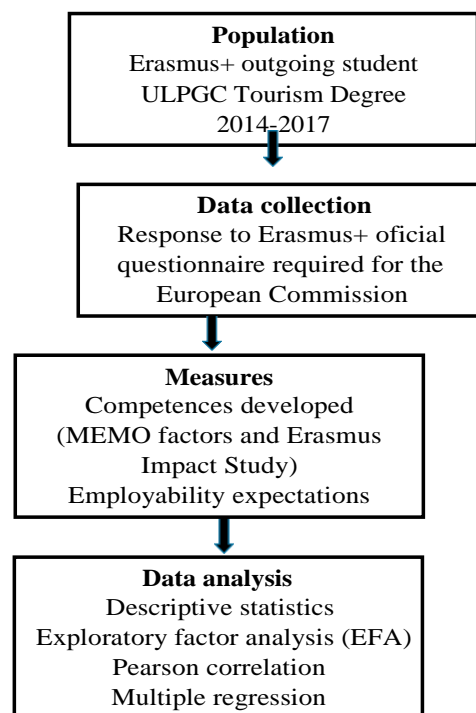 Population
Erasmus+ outgoing student
ULPGC Tourism Degree
2014-2017
Data collection
Response to Erasmus+ oficial
questionnaire required for the
European Commission
Measures
Competences developed
(MEMO factors and Erasmus
Impact Study)
Employability expectations
Data analysis
Descriptive statistics
Exploratory factor analysis (EFA)
Pearson correlation
Multiple regression